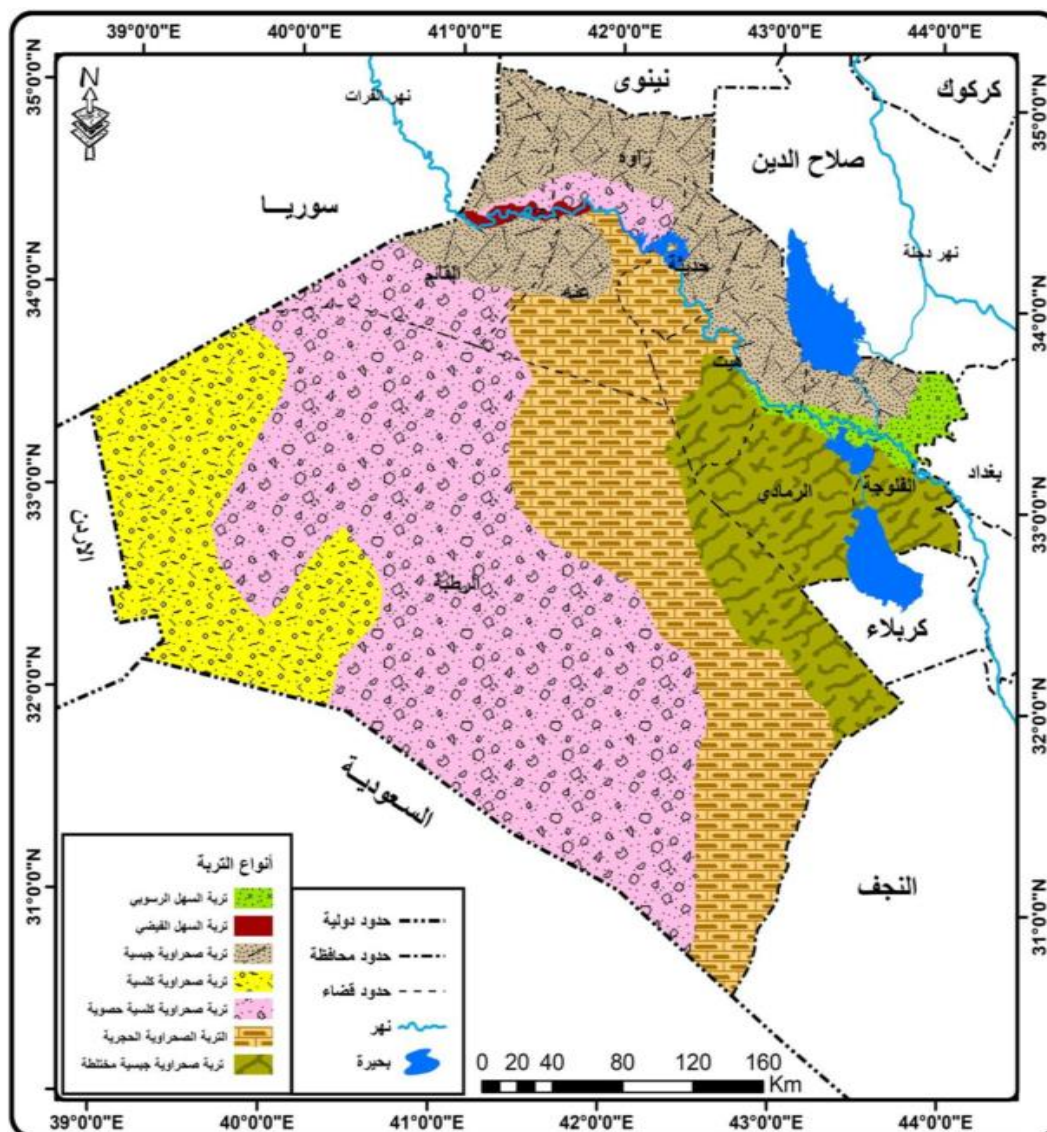 39°0'0"E 40°0'0"E 41°0'0"E 42°0'0"E 43°0'0"E 44°0'0"E
35°0'0"N
34°0'0"N
33°0'0"N
32°0'0"N
31°0'0"N
35°0'0"N
34°0'0"N
33°0'0"N
32°0'0"N
31°0'0"N
N
نينوى
كركوك
نهر الفرات
صلاح الدين
راوه
سوريـــا
نهر دجلة
حديثة
القائم
عنه
هيت
بغداد
الفلوجة
الرمادي
الاردن
الرطبة
كربلاء
السعودية
النجف
أنواع التربة
تربة السهل الرسوبي
تربة السهل الفيضي
تربة صحراوية جبسية
تربة صحراوية كلسية
تربة صحراوية كلسية حصوية
التربة الصحراوية الحجرية
تربة صحراوية جبسية مختلطة
حدود دولية
حدود محافظة
حدود قضاء
نهر
بحيرة
0 20 40 80 120 160
Km
39°0'0"E 40°0'0"E 41°0'0"E 42°0'0"E 43°0'0"E 44°0'0"E